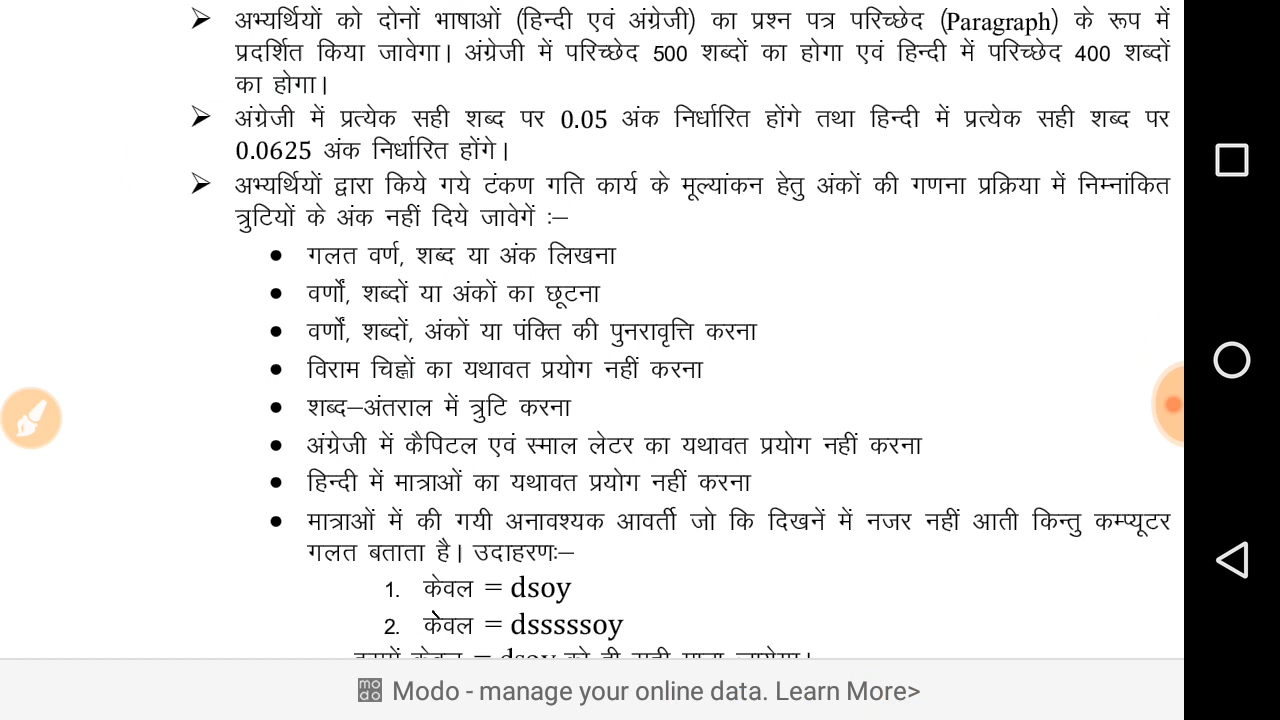 ➢ अभ्यर्थियों को दोनों भाषाओं (हिन्दी एवं अंग्रेजी) का प्रश्न पत्र परिच्छेद (Paragraph) के रूप में
प्रदर्शित किया जावेगा। अंग्रेजी में परिच्छेद 500 शब्दों का होगा एवं हिन्दी में परिच्छेद 400 शब्दों
का होगा।
➢ अंग्रेजी में प्रत्येक सही शब्द पर 0.05 अंक निर्धारित होंगे तथा हिन्दी में प्रत्येक सही शब्द पर
0.0625 अंक निर्धारित होंगे।
➢ अभ्यर्थियों द्वारा किये गये टंकण गति कार्य के मूल्यांकन हेतु अंकों की गणना प्रक्रिया में निम्नांकित
त्रुटियों के अंक नहीं दिये जावेगें :–
• गलत वर्ण, शब्द या अंक लिखना
• वर्णों, शब्दों या अंकों का छूटना
• वर्णों, शब्दों, अंकों या पंक्ति की पुनरावृत्ति करना
• विराम चिह्नों का यथावत प्रयोग नहीं करना
• शब्द–अंतराल में त्रुटि करना
• अंग्रेजी में कैपिटल एवं स्माल लेटर का यथावत प्रयोग नहीं करना
• हिन्दी में मात्राओं का यथावत प्रयोग नहीं करना
• मात्राओं में की गयी अनावश्यक आवर्ती जो कि दिखनें में नजर नहीं आती किन्तु कम्प्यूटर
गलत बताता है। उदाहरणः–
1. केवल = dsoy
2. केवल = dsssssoy
केवल = dsoy को ही सही माना जायेगा।
Modo - manage your online data. Learn More>